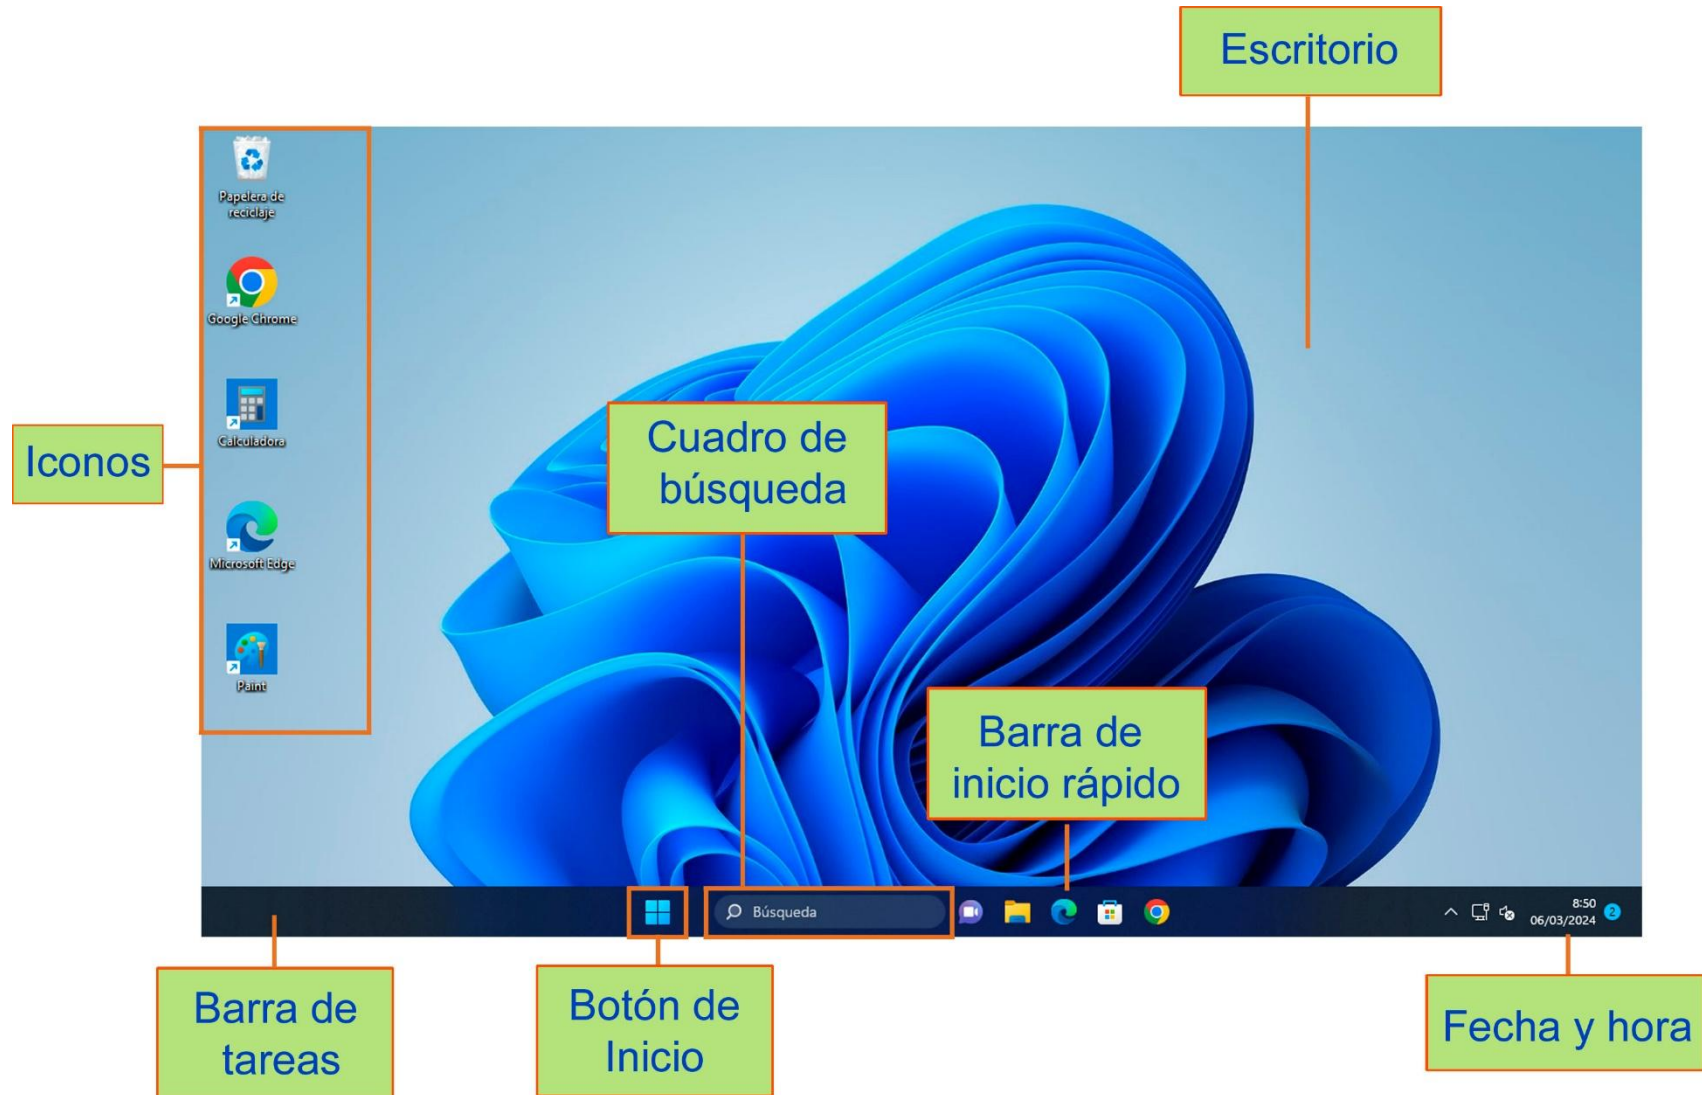 Escritorio
Papelera de
reciclaje
Google Chrome
Calculadora
Microsoft Edge
Paint
Iconos
Cuadro de
búsqueda
Barra de
inicio rápido
Búsqueda
8:50
06/03/2024
2
Barra de
tareas
Botón de
Inicio
Fecha y hora